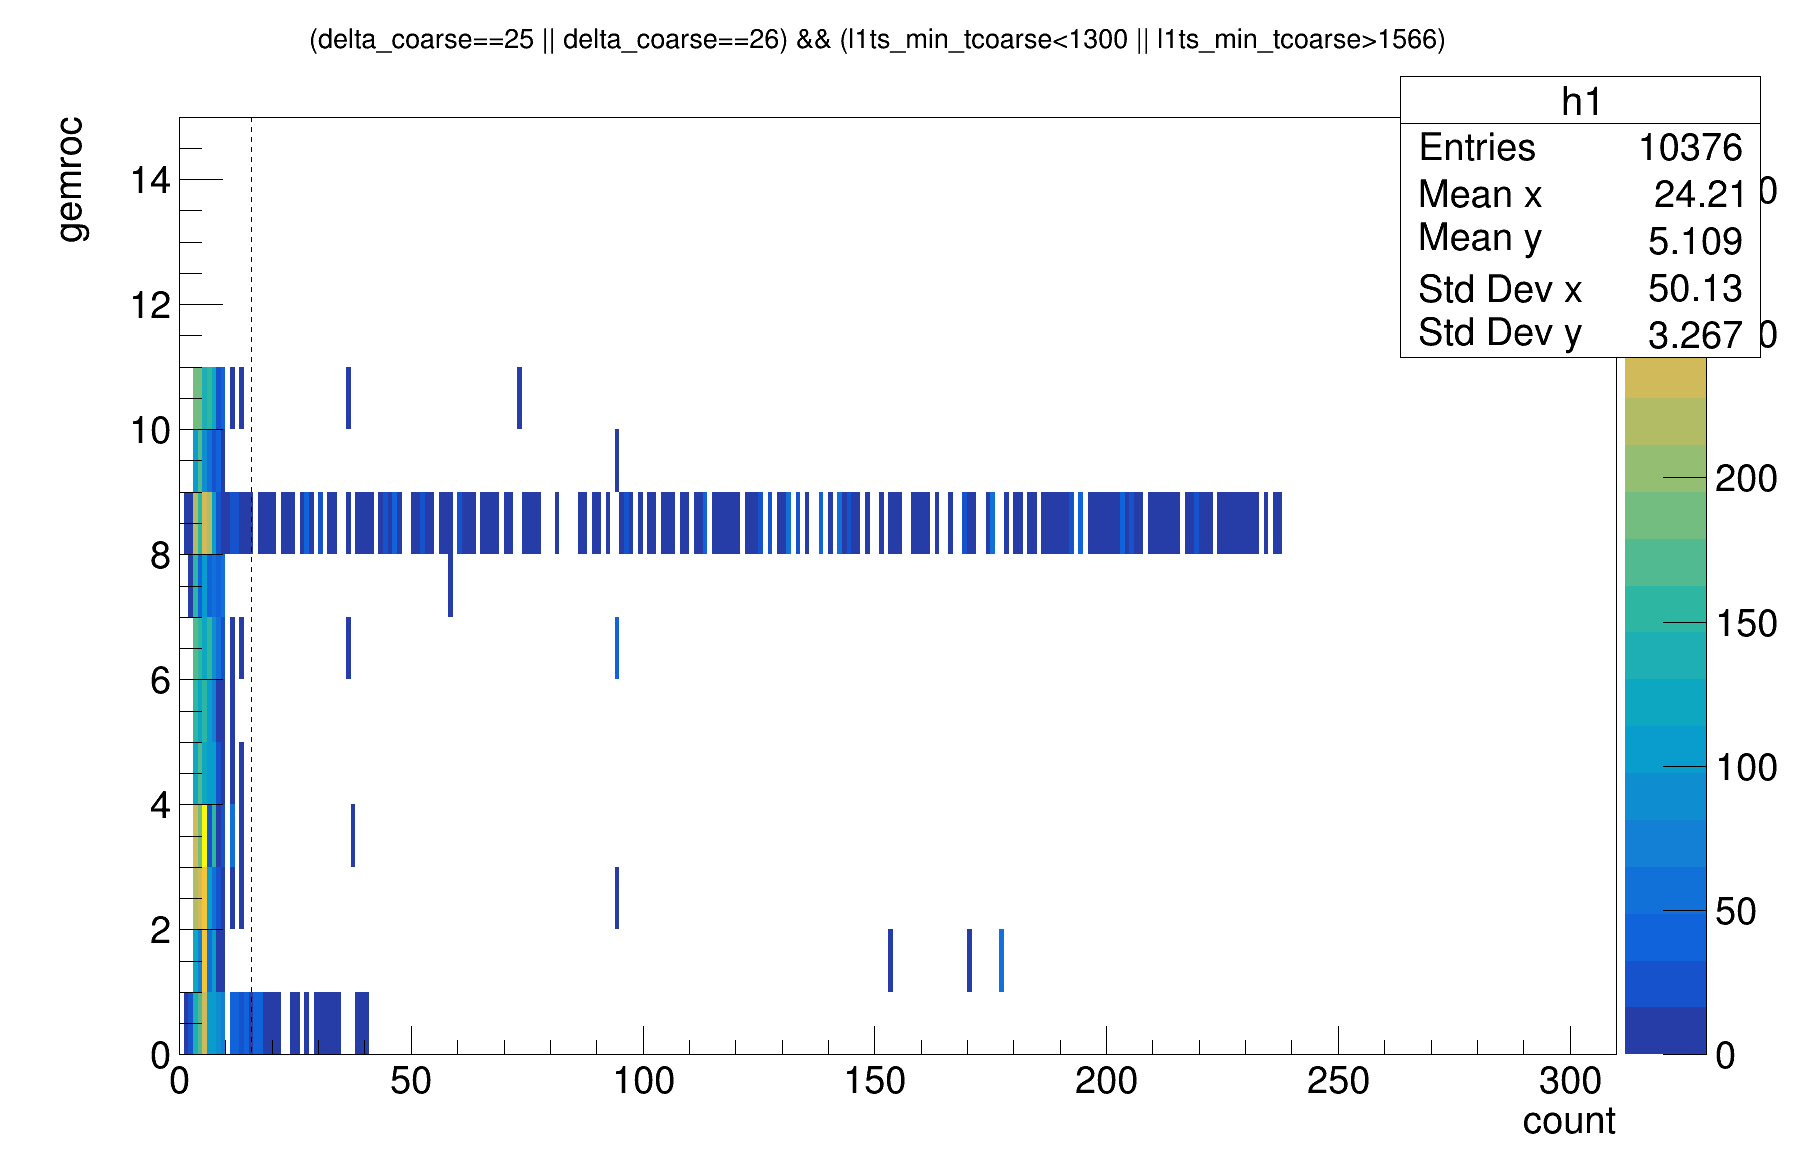 (delta_coarse==25 || delta_coarse==26) && (l1ts_min_tcoarse<1300 || l1ts_min_tcoarse>1566)
h1
Entries 10376
Mean x 24.21
Mean y 5.109
Std Dev x 50.13
Std Dev y 3.267
gemroc
14
12
10
8
6
4
2
0
0 50 100 150 200 250 300
count
0
0
200
150
100
50
0